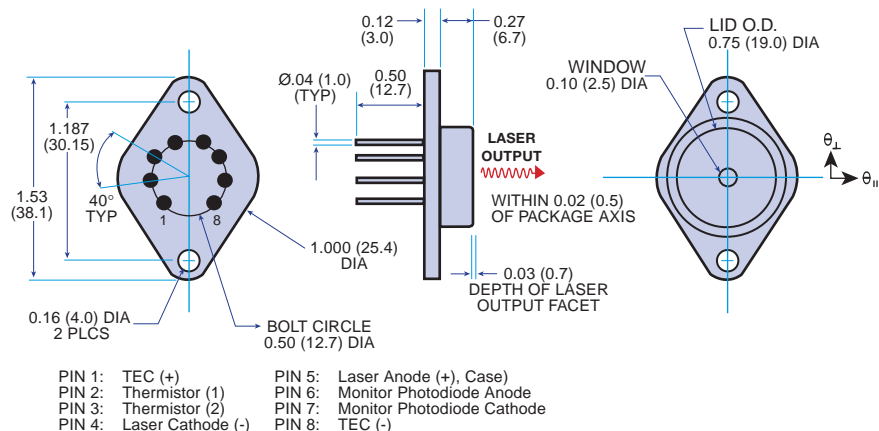 0.12
(3.0)
0.27
(6.7)
LID O.D.
0.75 (19.0) DIA
Ø.04 (1.0)
(TYP)
0.50
(12.7)
WINDOW
0.10 (2.5) DIA
1.187
(30.15)
LASER
OUTPUT
θ⊥
θ||
1.53
(38.1)
40°
TYP
1
8
WITHIN 0.02 (0.5)
OF PACKAGE AXIS
1.000 (25.4)
DIA
0.03 (0.7)
DEPTH OF LASER
OUTPUT FACET
0.16 (4.0) DIA
2 PLCS
BOLT CIRCLE
0.50 (12.7) DIA
PIN 1: TEC (+)
PIN 2: Thermistor (1)
PIN 3: Thermistor (2)
PIN 4: Laser Cathode (-)
PIN 5: Laser Anode (+), Case)
PIN 6: Monitor Photodiode Anode
PIN 7: Monitor Photodiode Cathode
PIN 8: TEC (-)